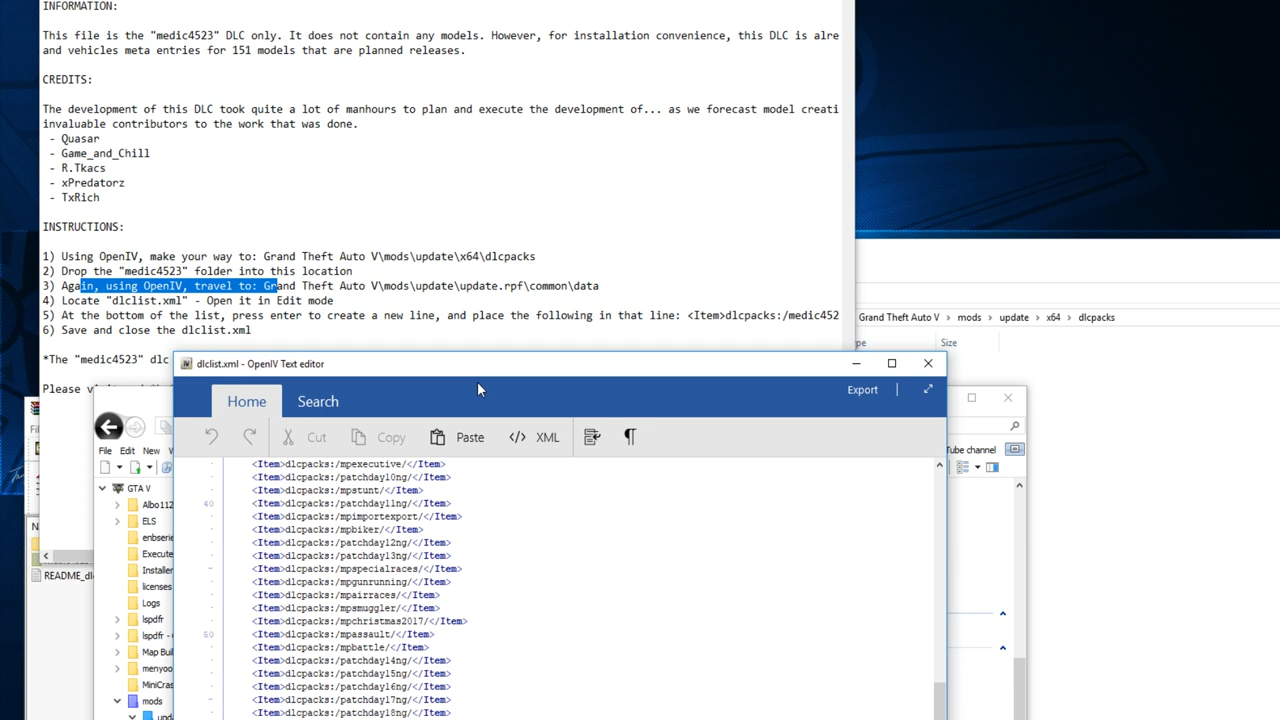 INFORMATION:
This file is the "medic4523" DLC only. It does not contain any models. However, for installation convenience, this DLC is alre
and vehicles meta entries for 151 models that are planned releases.
CREDITS:
The development of this DLC took quite a lot of manhours to plan and execute the development of... as we forecast model creati
invaluable contributors to the work that was done.
- Quasar
- Game_and_Chill
- R.Tkacs
- xPredatorz
- TxRich
INSTRUCTIONS:
1) Using OpenIV, make your way to: Grand Theft Auto V\mods\update\x64\dlcpacks
2) Drop the "medic4523" folder into this location
3) Again, using OpenIV, travel to: Grand Theft Auto V\mods\update\update.rpf\common\data
4) Locate "dlclist.xml" - Open it in Edit mode
5) At the bottom of the list, press enter to create a new line, and place the following in that line: <Item>dlcpacks:/medic452
6) Save and close the dlclist.xml
*The "medic4523" dlc
Please
Grand Theft Auto V > mods > update > x64 > dlcpacks
Size
dlclist.xml - OpenIV Text editor
Home
Search
Export
Cut
Copy
Paste
XML
<Item>dlcpacks:/mpexecutive/</Item>
<Item>dlcpacks:/patchday10ng/</Item>
<Item>dlcpacks:/mpstunt/</Item>
40 <Item>dlcpacks:/patchday11ng/</Item>
<Item>dlcpacks:/mpimportexport/</Item>
<Item>dlcpacks:/mpbiker/</Item>
<Item>dlcpacks:/patchday12ng/</Item>
<Item>dlcpacks:/patchday13ng/</Item>
<Item>dlcpacks:/mpspecialraces/</Item>
<Item>dlcpacks:/mpgunrunning/</Item>
<Item>dlcpacks:/mpairraces/</Item>
<Item>dlcpacks:/mpsmuggler/</Item>
<Item>dlcpacks:/mpchristmas2017/</Item>
50 <Item>dlcpacks:/mpassault/</Item>
<Item>dlcpacks:/mpbattle/</Item>
<Item>dlcpacks:/patchday14ng/</Item>
<Item>dlcpacks:/patchday15ng/</Item>
<Item>dlcpacks:/patchday16ng/</Item>
<Item>dlcpacks:/patchday17ng/</Item>
<Item>dlcpacks:/patchday18ng/</Item>
File Edit New
GTA V
Albo112
ELS
enbserie
Execute
Installer
licenses
Logs
lspdfr
lspdfr -
Map Buil
menyoo
MiniCras
mods
upd
README_dl
Tube channel